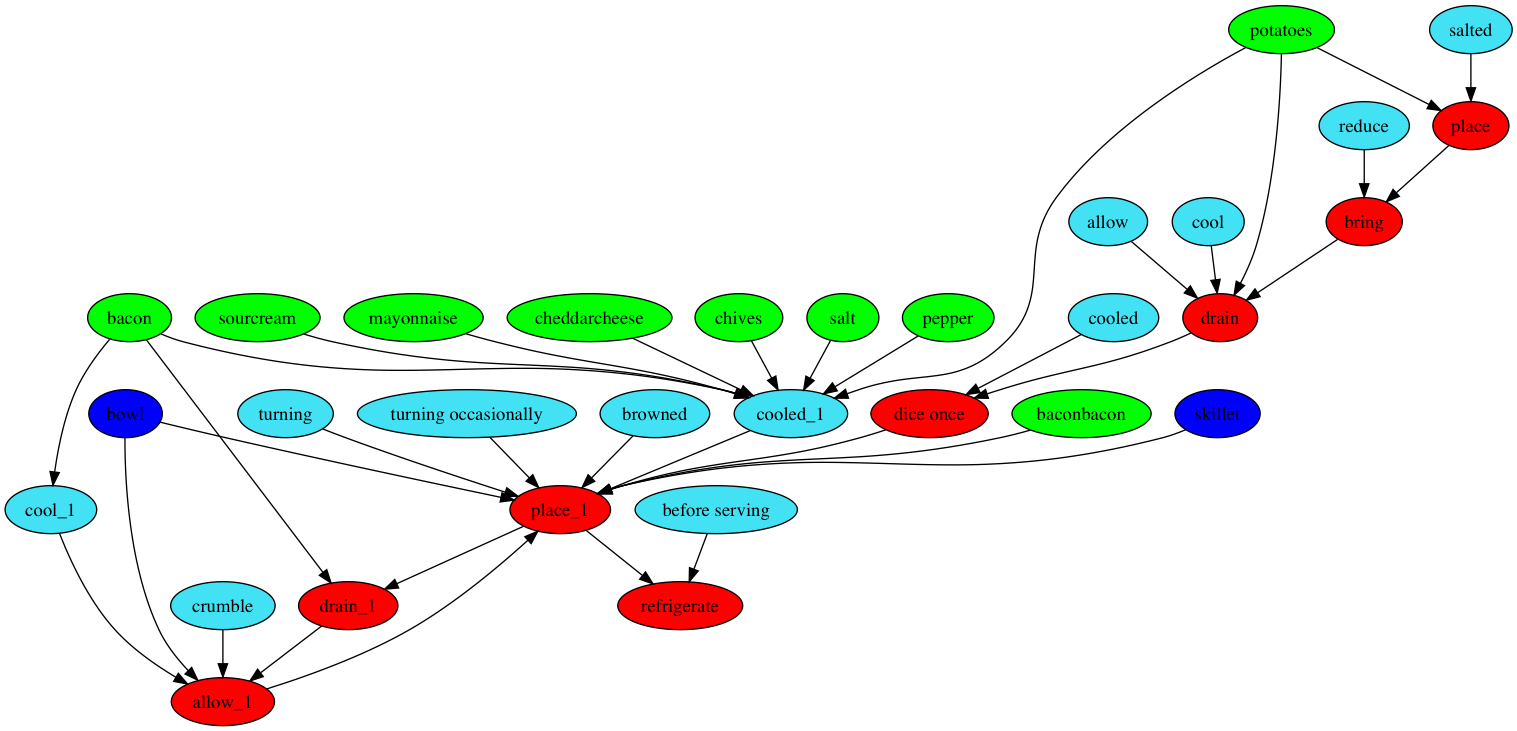 potatoes
salted
reduce
place
allow
cool
bring
bacon
sourcream
mayonnaise
cheddarcheese
chives
salt
pepper
cooled
drain
bowl
turning
turning occasionally
browned
cooled_1
dice once
baconbacon
skillet
cool_1
place_1
before serving
crumble
drain_1
refrigerate
allow_1